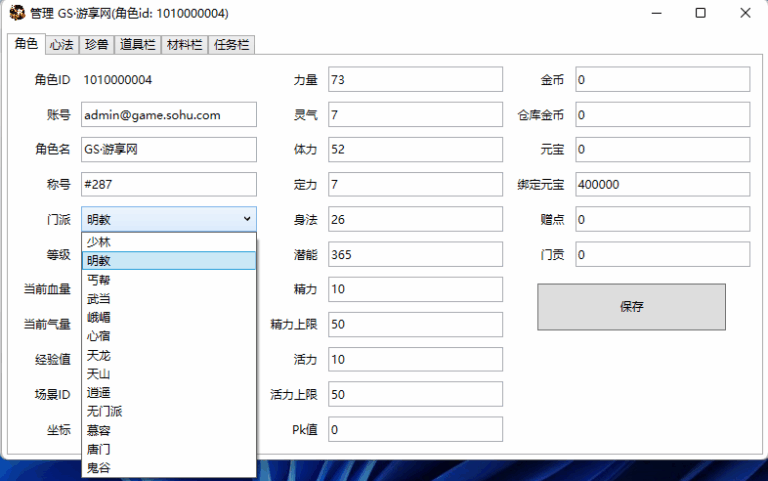 管理 GS·游享网(角色id: 1010000004)
角色 心法 珍兽 道具栏 材料栏 任务栏
角色ID 1010000004 力量 73 金币 0
账号 admin@game.sohu.com 灵气 7 仓库金币 0
角色名 GS·游享网 体力 52 元宝 0
称号 #287 定力 7 绑定元宝 400000
门派 明教 身法 26 赠点 0
少林
等级 明教 潜能 365 门贡 0
丐帮
当前血量 武当 精力 10 保存
峨嵋
当前气量 心宿 精力上限 50
经验值 天龙 活力 10
天山
场景ID 逍遥 活力上限 50
无门派
坐标 慕容 Pk值 0
唐门
鬼谷